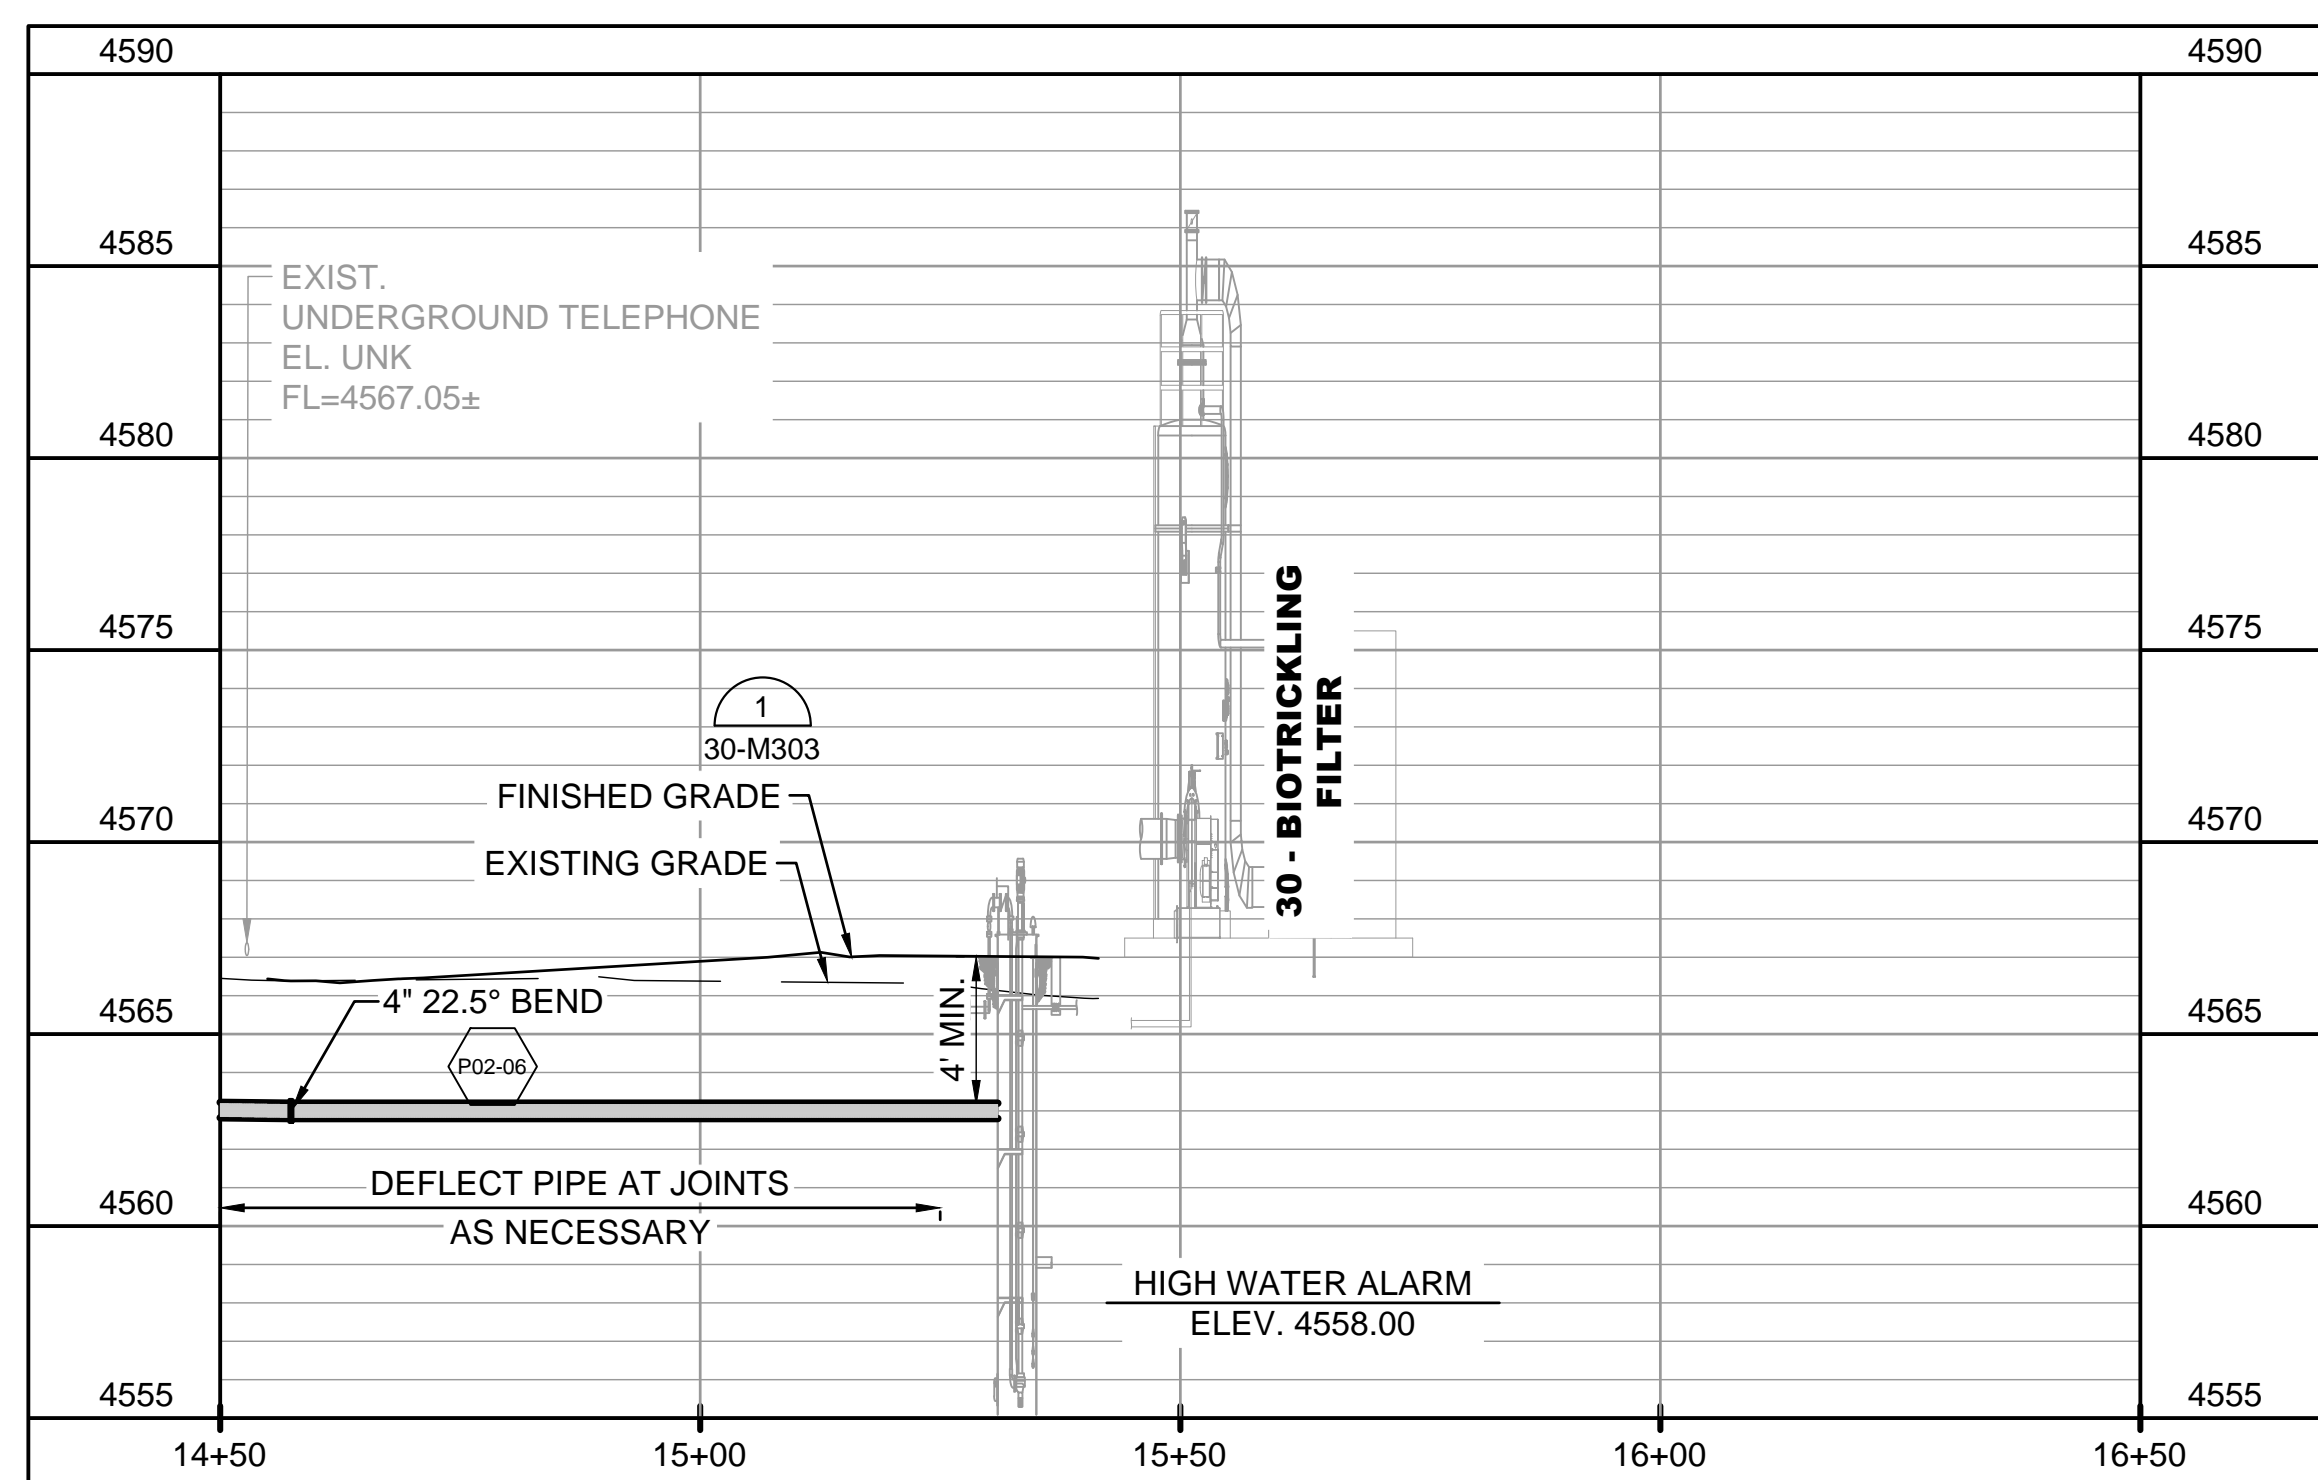 4590
4590
4585
4585
EXIST.
UNDERGROUND TELEPHONE
EL. UNK
FL=4567.05±
4580
4580
4575
4575
30 - BIOTRICKLING
FILTER
1
30-M303
FINISHED GRADE
EXISTING GRADE
4570
4570
4" 22.5° BEND
4' MIN.
4565
4565
P02-06
DEFLECT PIPE AT JOINTS
AS NECESSARY
4560
4560
HIGH WATER ALARM
ELEV. 4558.00
4555
4555
14+50
15+00
15+50
16+00
16+50